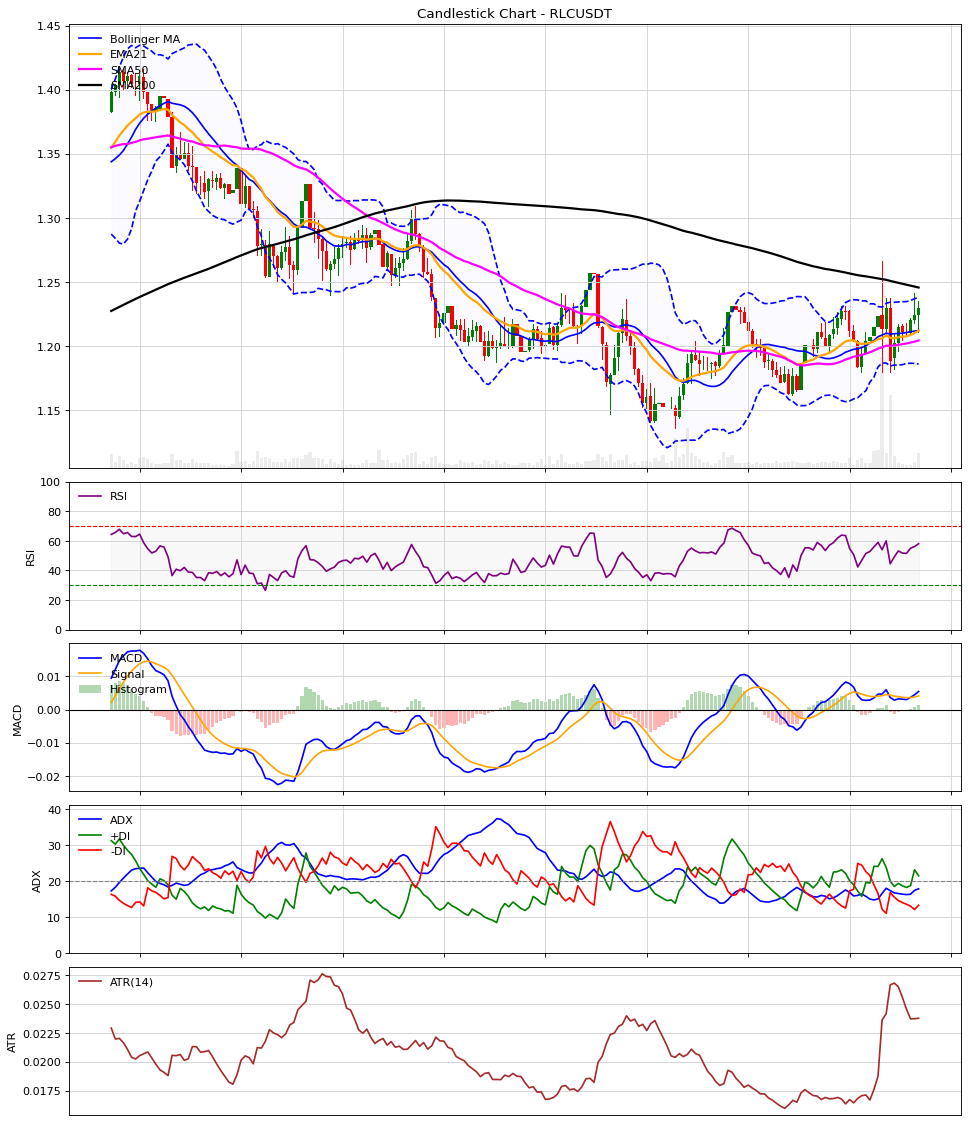 Candlestick Chart - RLCUSDT
1.45
1.40
1.35
1.30
1.25
1.20
1.15
Bollinger MA
EMA21
SMA50
SMA200
100
80
60
40
20
0
RSI
RSI
0.01
0.00
−0.01
−0.02
MACD
MACD
Signal
Histogram
40
30
20
10
0
ADX
ADX
+DI
-DI
0.0275
0.0250
0.0225
0.0200
0.0175
ATR
ATR(14)